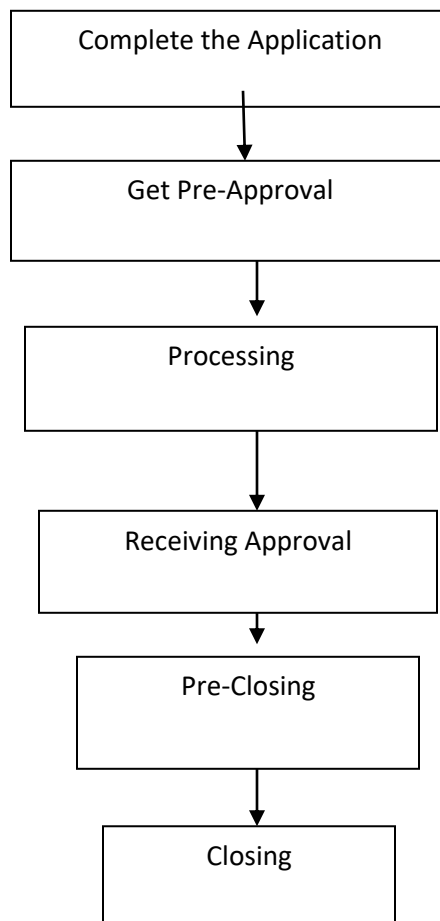 Complete the Application
Get Pre-Approval
Processing
Receiving Approval
Pre-Closing
Closing